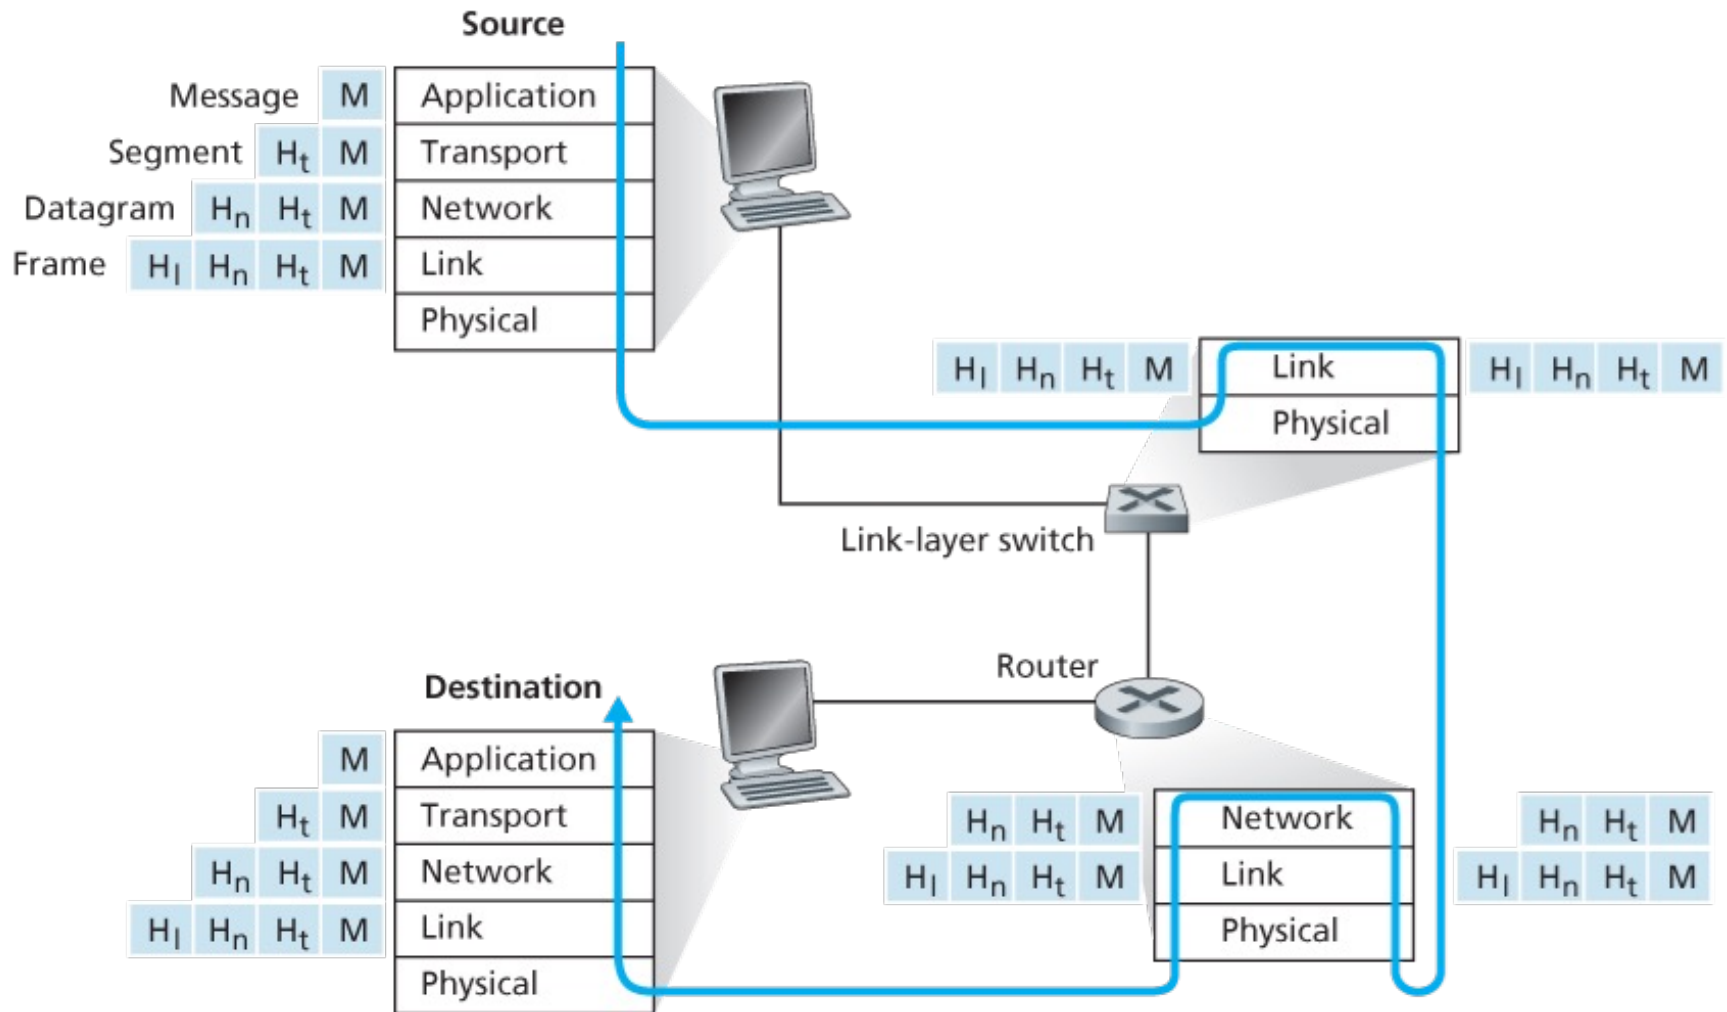 Source
Message M Application
Segment Ht M Transport
Datagram Hn Ht M Network
Frame Hl Hn Ht M Link
Physical
Hl Hn Ht M Link Hl Hn Ht M
Physical
Link-layer switch
Router
Destination
M Application
Ht M Transport
Hn Ht M Network
Hl Hn Ht M Link
Physical
Hn Ht M Network Hn Ht M
Hl Hn Ht M Link Hl Hn Ht M
Physical